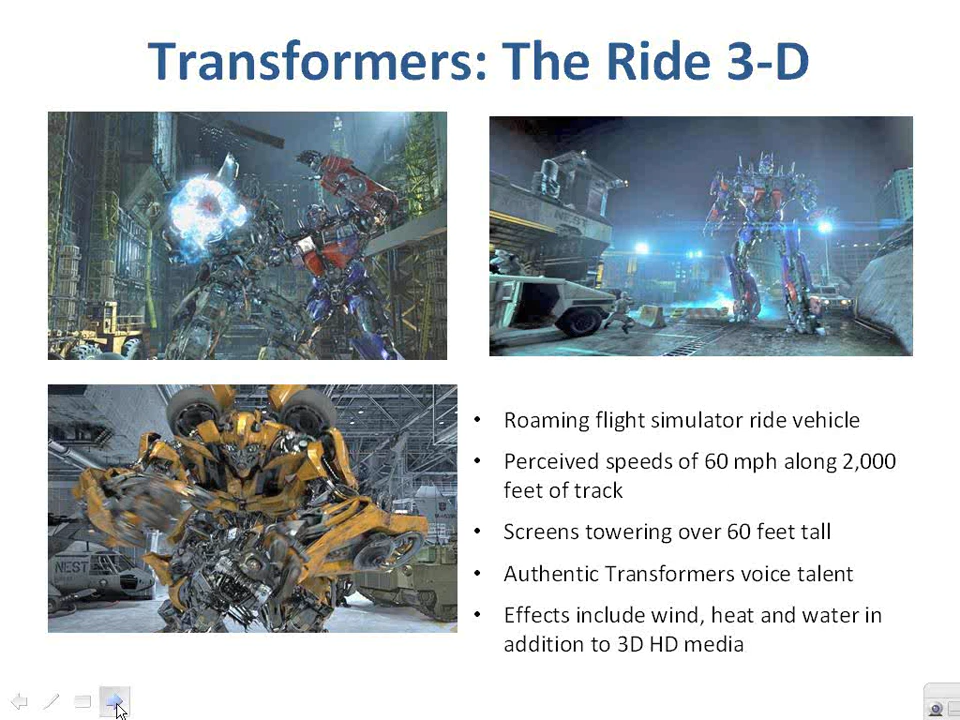 Transformers: The Ride 3-D
NEST
NEST
• Roaming flight simulator ride vehicle
• Perceived speeds of 60 mph along 2,000
feet of track
• Screens towering over 60 feet tall
• Authentic Transformers voice talent
• Effects include wind, heat and water in
addition to 3D HD media